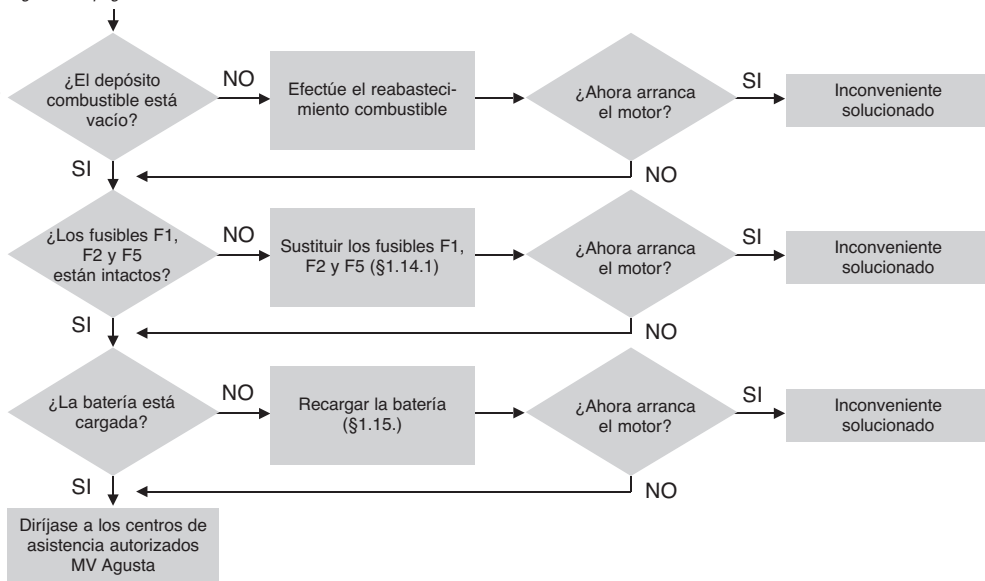 ¿El depósito
combustible está
vacío?
NO
Efectúe el reabasteci-
miento combustible
¿Ahora arranca
el motor?
SI
Inconveniente
solucionado
SI
NO
¿Los fusibles F1,
F2 y F5
están intactos?
NO
Sustituir los fusibles F1,
F2 y F5 (§1.14.1)
¿Ahora arranca
el motor?
SI
Inconveniente
solucionado
SI
NO
¿La batería está
cargada?
NO
Recargar la batería
(§1.15.)
¿Ahora arranca
el motor?
SI
Inconveniente
solucionado
SI
NO
Diríjase a los centros de
asistencia autorizados
MV Agusta